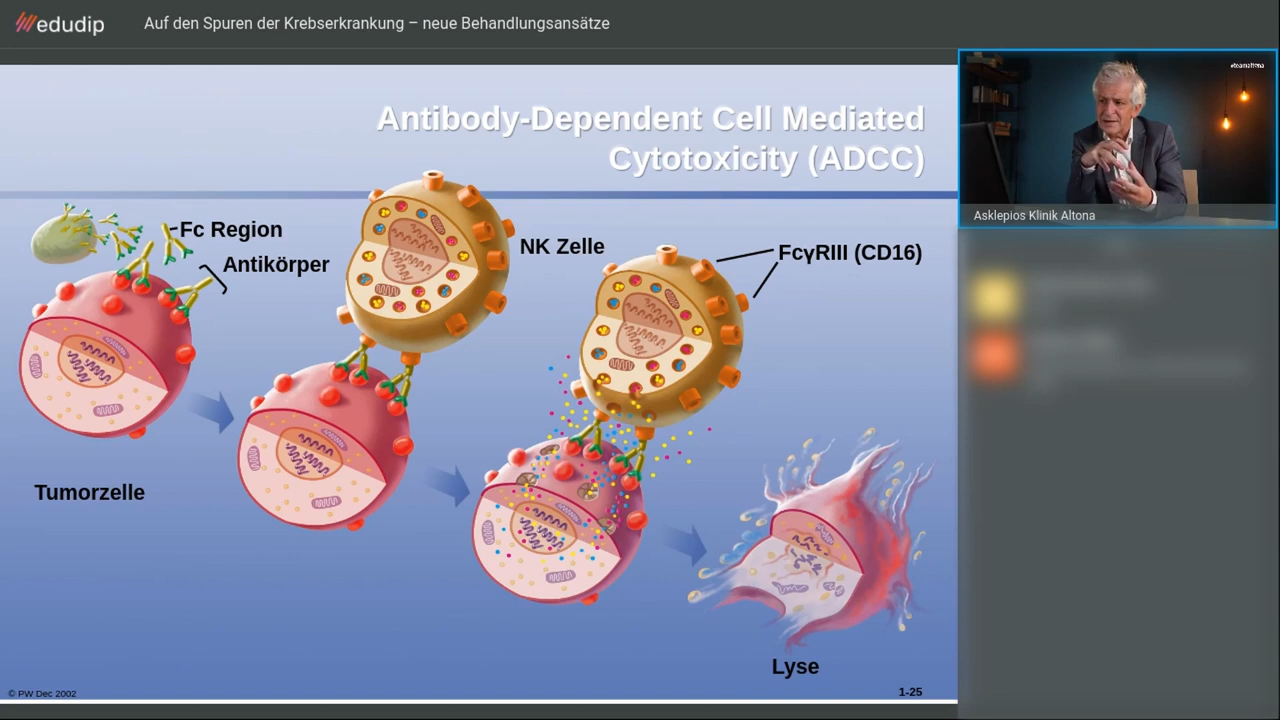 edudip
Auf den Spuren der Krebserkrankung – neue Behandlungsansätze
Antibody-Dependent Cell Mediated
Cytotoxicity (ADCC)
Fc Region
Antikörper
NK Zelle
FcγRIII (CD16)
Tumorzelle
Lyse
© PW Dec 2002
1-25
#teamaltona
Asklepios Klinik Altona